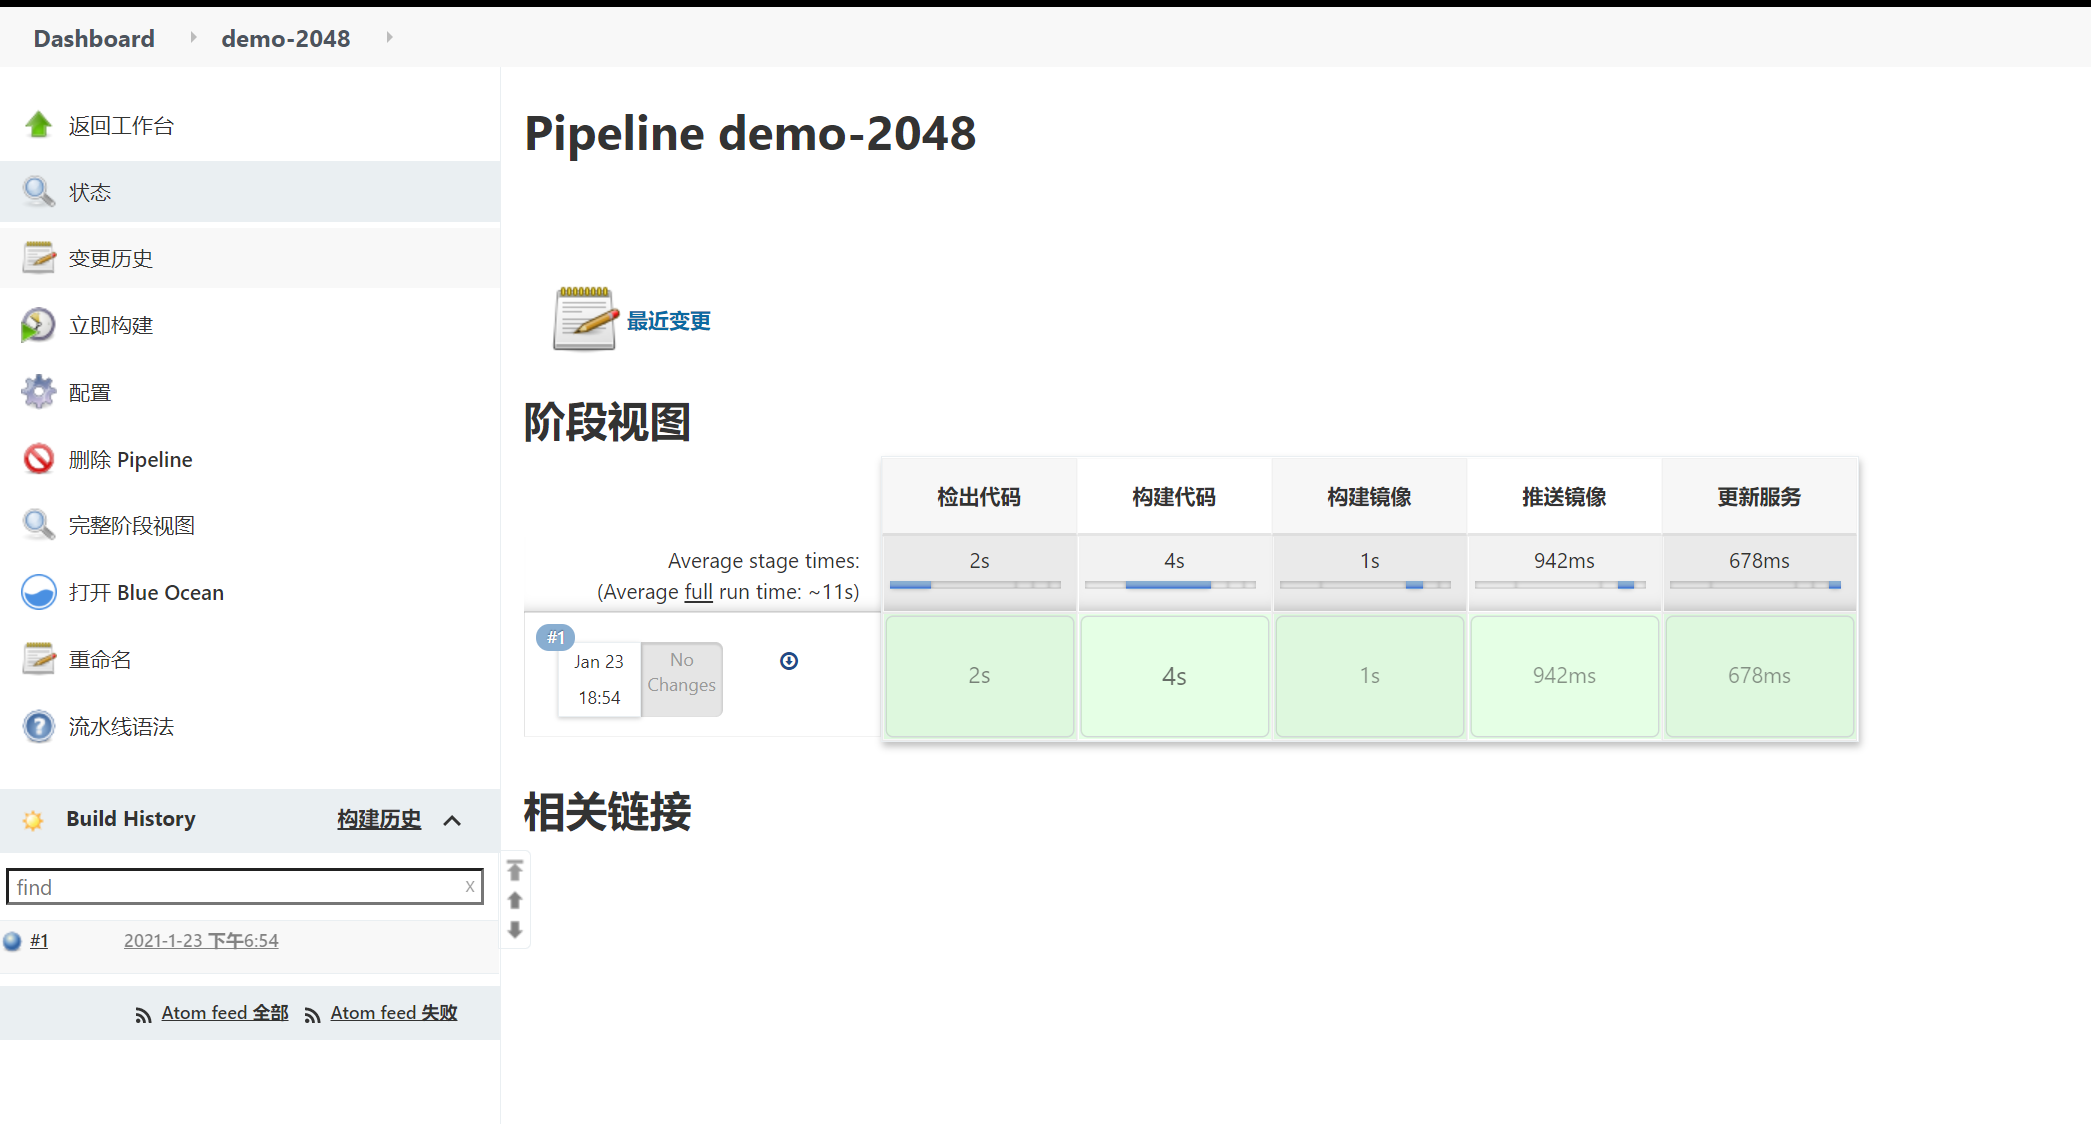 Dashboard demo-2048
返回工作台
状态
变更历史
立即构建
配置
删除 Pipeline
完整阶段视图
打开 Blue Ocean
重命名
流水线语法
Build History 构建历史
find x
#1 2021-1-23 下午6:54
Atom feed 全部 Atom feed 失败
Pipeline demo-2048
最近变更
阶段视图
检出代码 构建代码 构建镜像 推送镜像 更新服务
Average stage times: 2s 4s 1s 942ms 678ms
(Average full run time: ~11s)
#1
Jan 23 No
Changes
18:54
2s 4s 1s 942ms 678ms
相关链接